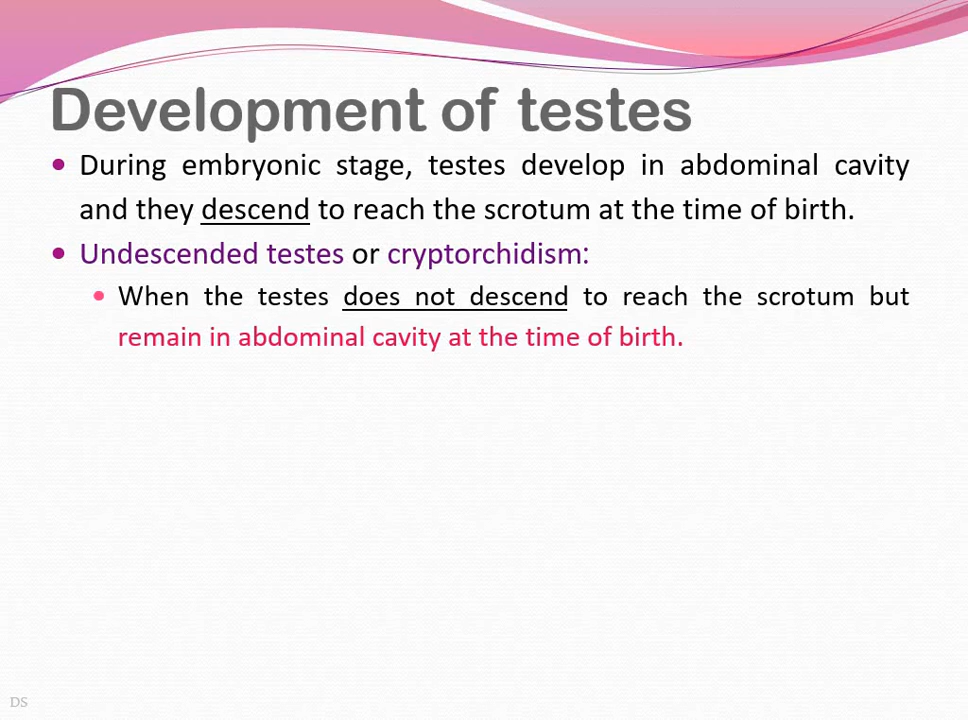 Development of testes
During embryonic stage, testes develop in abdominal cavity
and they descend to reach the scrotum at the time of birth.
Undescended testes or cryptorchidism:
When the testes does not descend to reach the scrotum but
remain in abdominal cavity at the time of birth.
DS